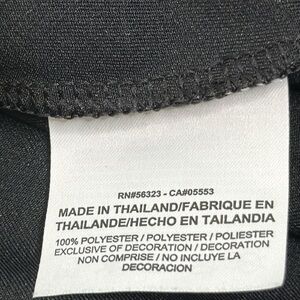 RN#56323 - CA#05553
MADE IN THAILAND/FABRIQUE EN
THAILANDE/HECHO EN TAILANDIA
100% POLYESTER / POLIESTER
EXCLUSIVE OF DECORATION / DECORATION
NON COMPRISE / NO INCLUYE LA
DECORACION